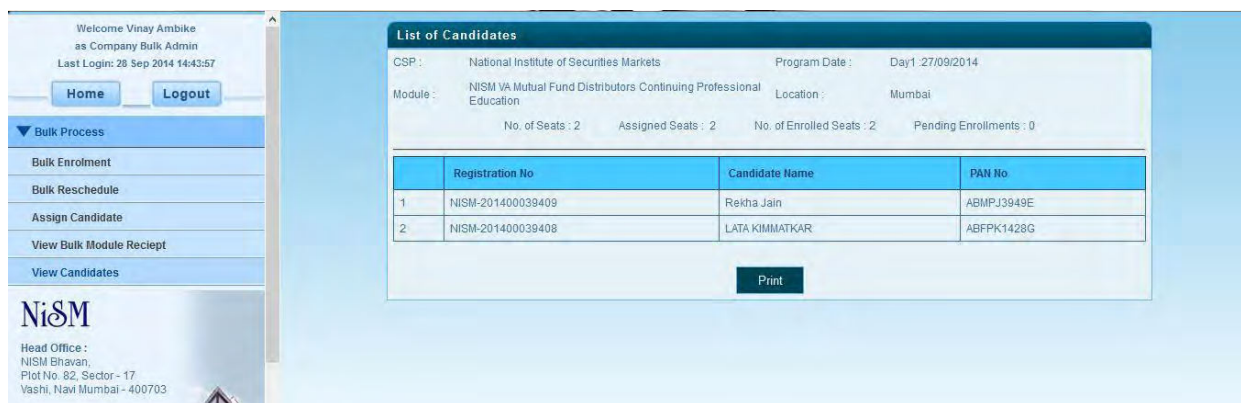 Welcome Vinay Ambike
as Company Bulk Admin
Last Login: 28 Sep 2014 14:43:57
Home Logout
Bulk Process
Bulk Enrolment
Bulk Reschedule
Assign Candidate
View Bulk Module Reciept
View Candidates
NiSM
Head Office :
NISM Bhavan,
Plot No. 82, Sector - 17
Vashi, Navi Mumbai - 400703
List of Candidates
CSP : National Institute of Securities Markets Program Date : Day1 :27/09/2014
Module : NISM VA Mutual Fund Distributors Continuing Professional Education Location : Mumbai
No. of Seats : 2 Assigned Seats : 2 No. of Enrolled Seats : 2 Pending Enrollments : 0
Registration No Candidate Name PAN No
1 NISM-201400039409 Rekha Jain ABMPJ3949E
2 NISM-201400039408 LATA KIMMATKAR ABFPK1428G
Print